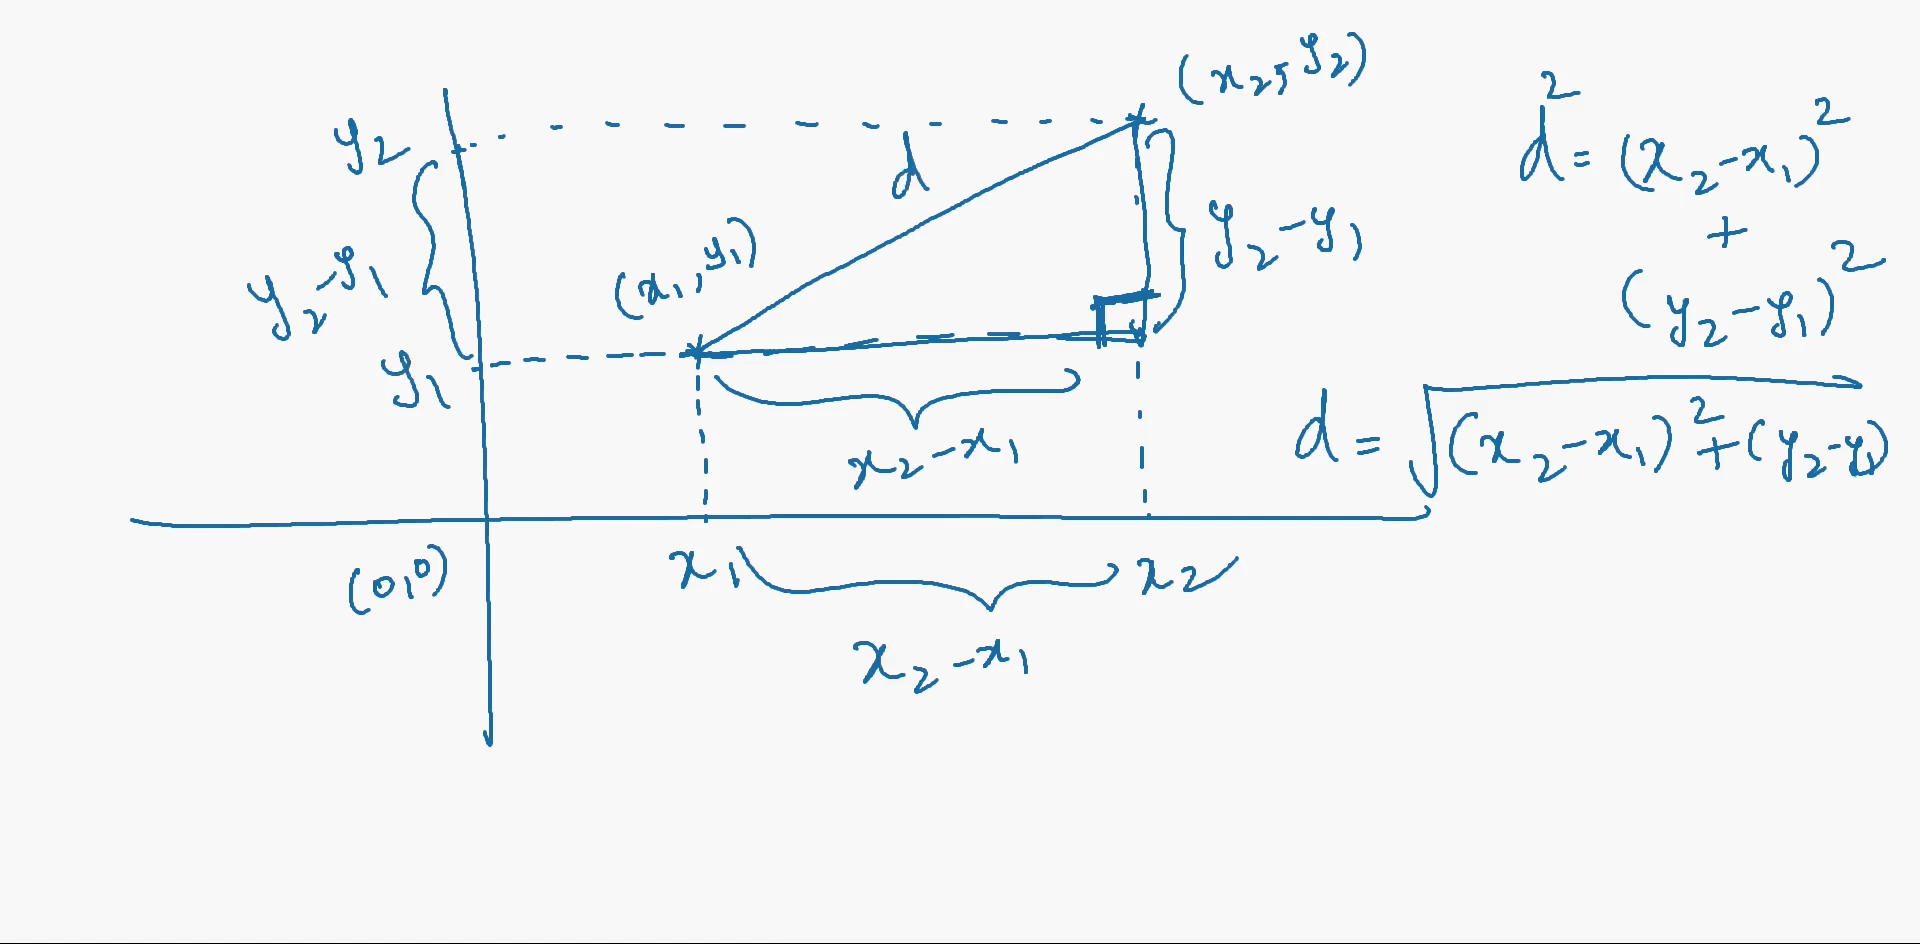 (x₂, y₂)
y₂
d
d² = (x₂-x₁)²
+
(y₂-y₁)²
(x₁, y₁)
y₂-y₁
y₂-y₁
y₁
x₂-x₁
d = √(x₂-x₁)²+(y₂-y₁)
(0,0)
x₁
x₂
x₂-x₁